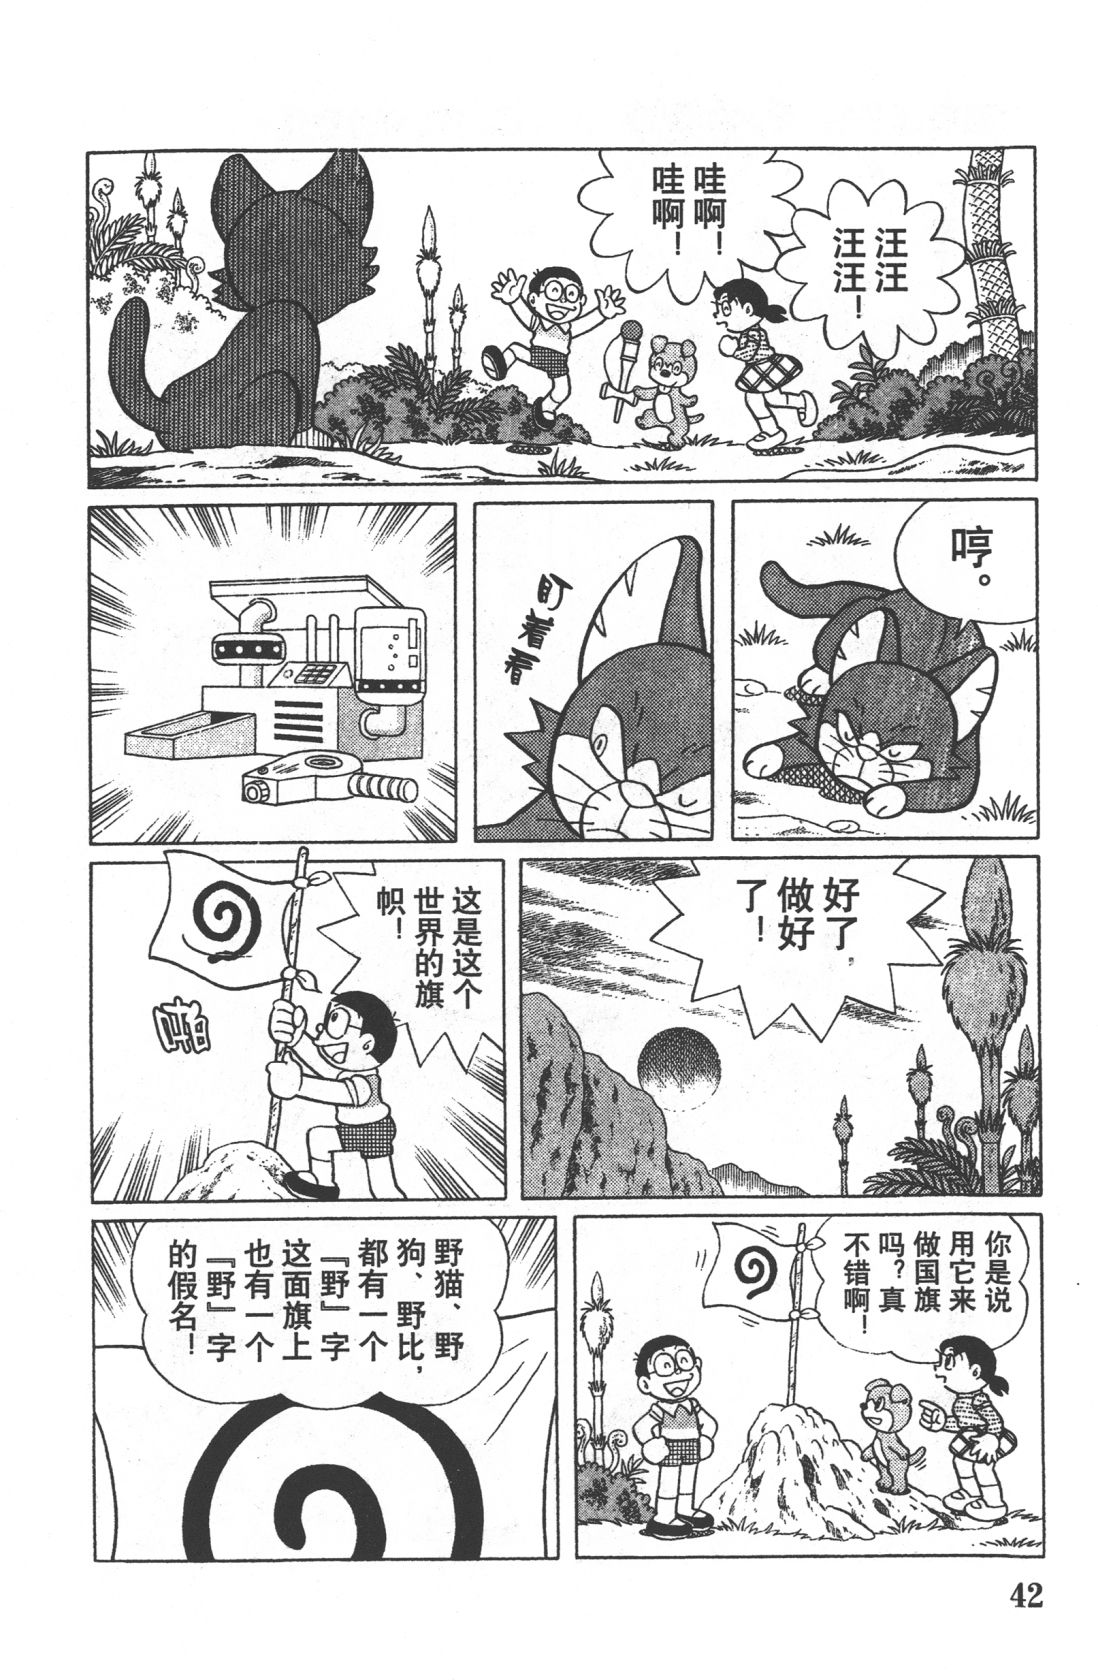 汪汪
汪汪！
哇啊！
哇啊！
哼。
盯着看
好了，
做好
了！
这是这个
世界的旗
帜！
啪
你是说
用它来
做国旗
吗？真
不错啊！
野猫、野
狗、野比，
都有一个
『野』字
这面旗上
也有一个
『野』字
的假名！
42